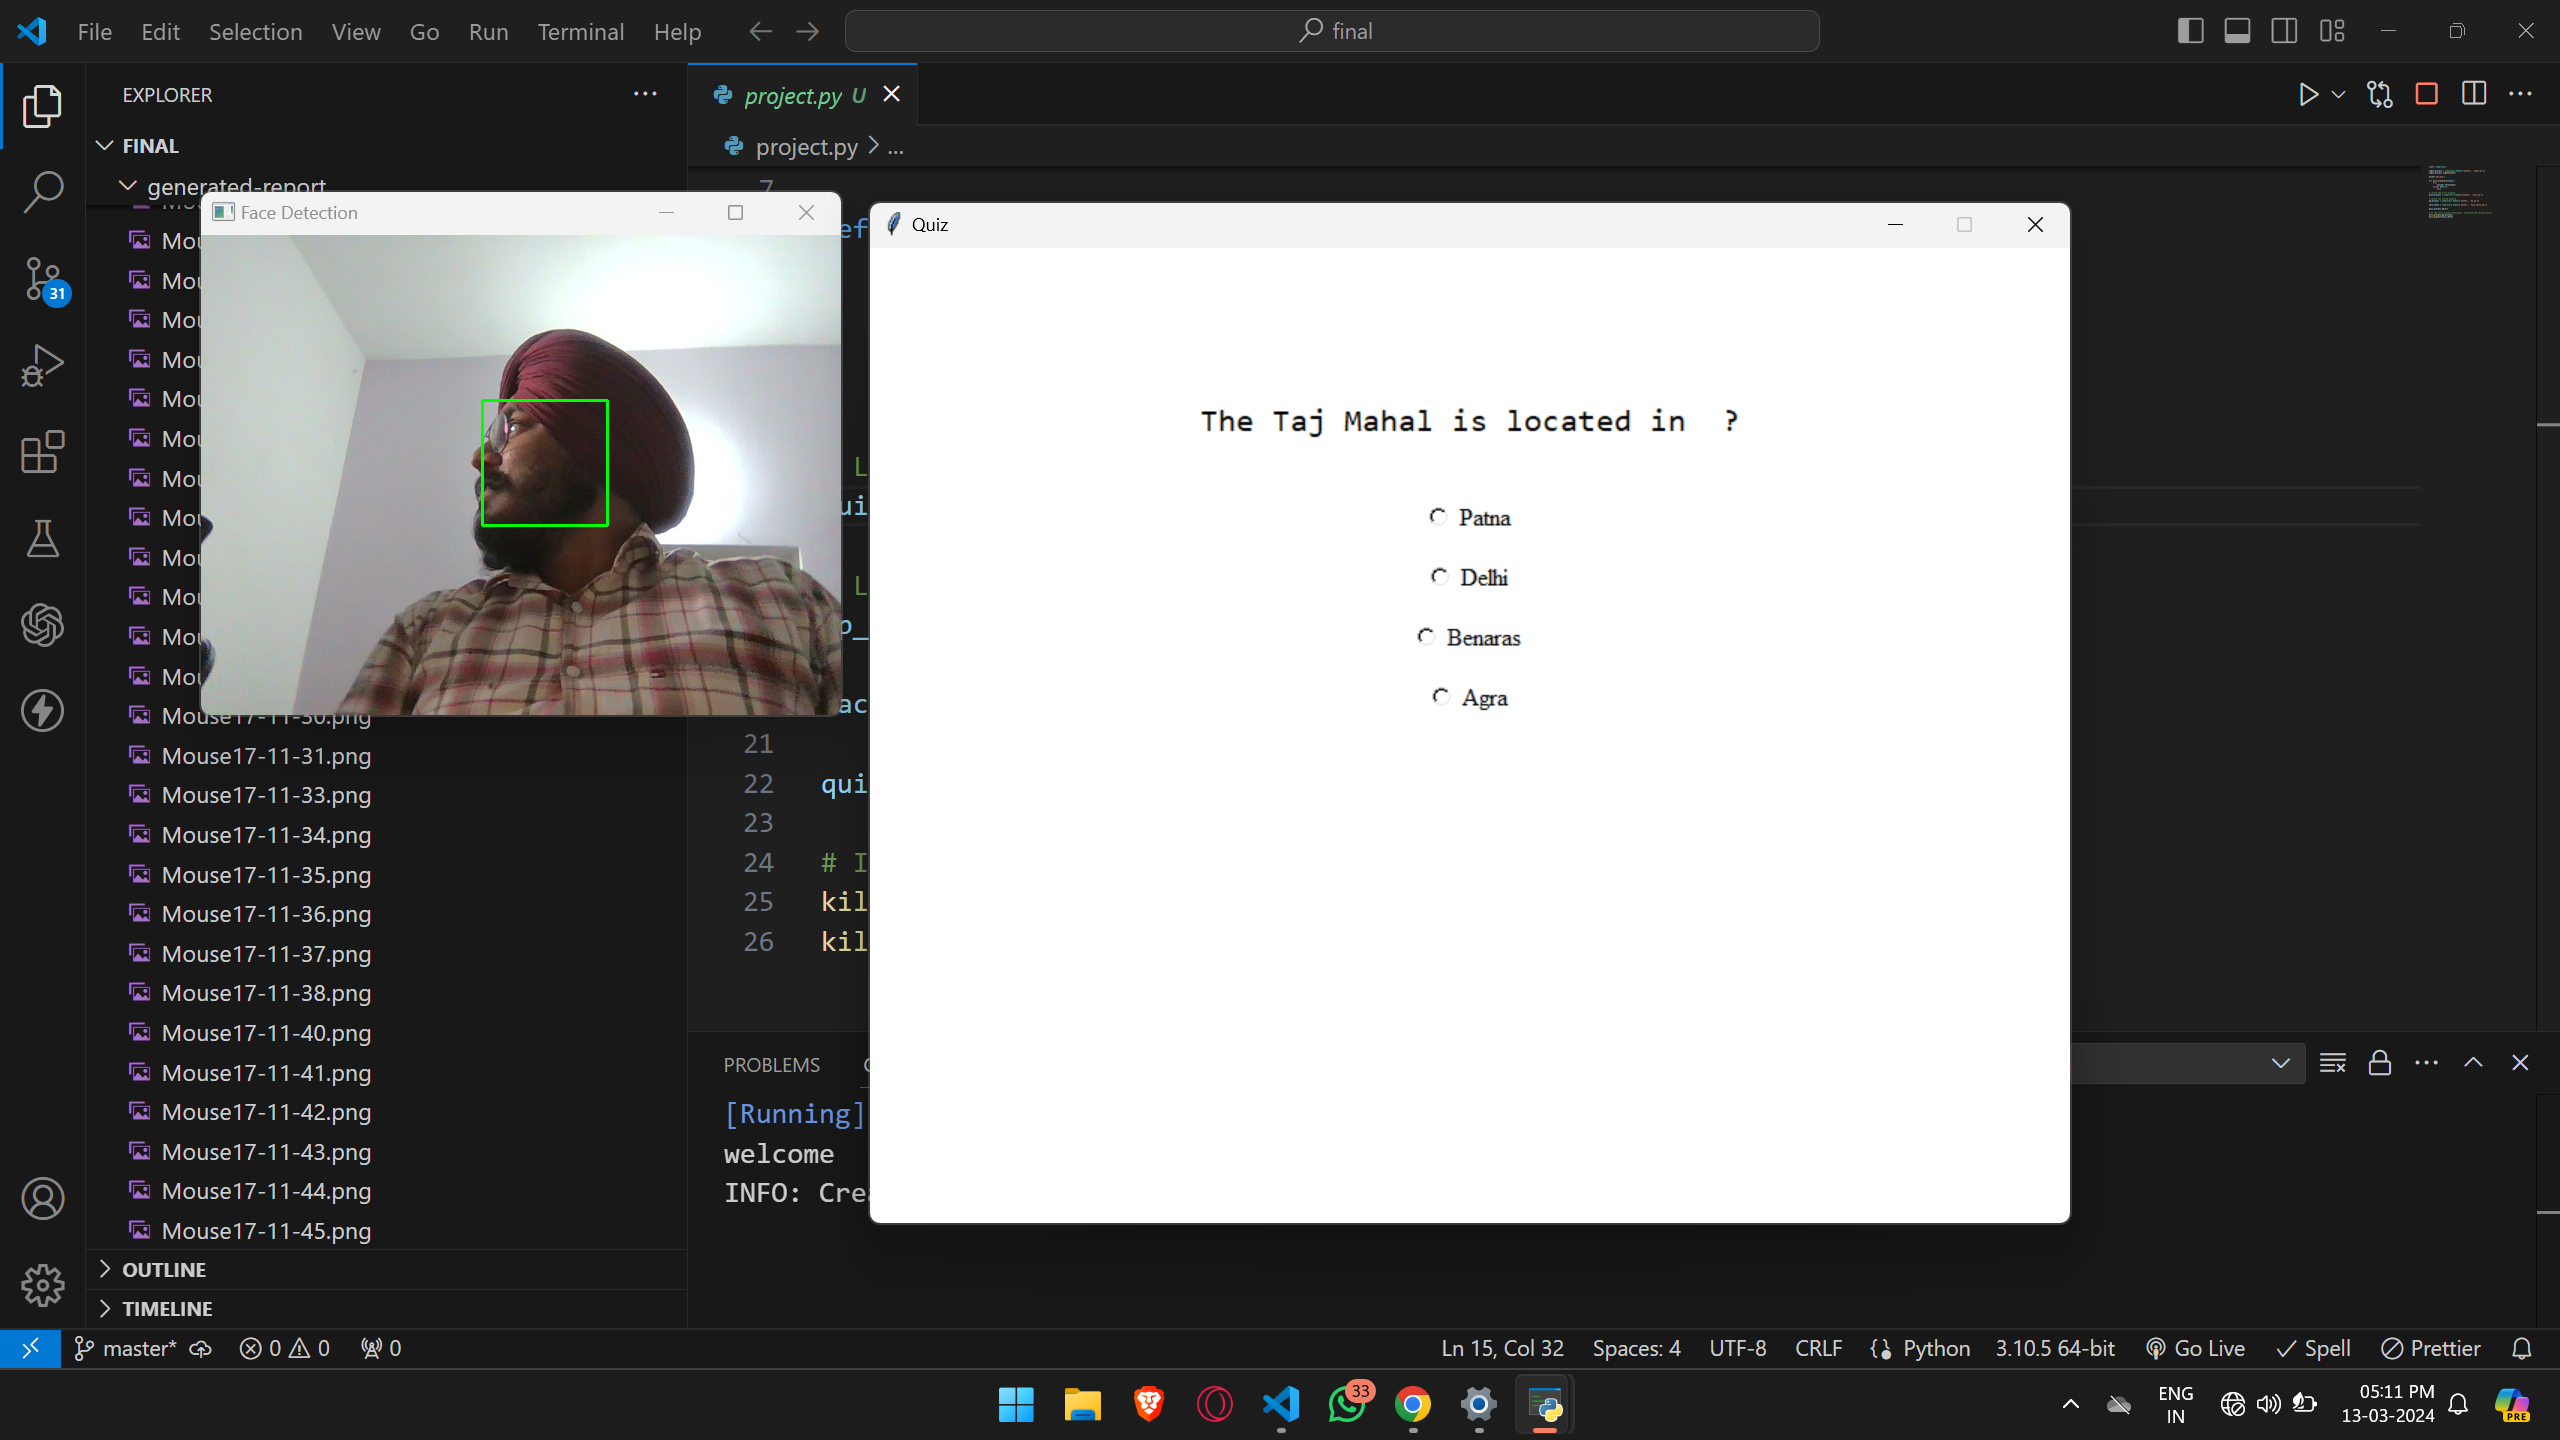 File Edit Selection View Go Run Terminal Help
final
EXPLORER
FINAL
generated-report
Mou
Mou
Mou
Mou
Mou
Mou
Mou
Mou
Mou
Mou
Mou
Mou
Mouse17-11-30.png
Mouse17-11-31.png
Mouse17-11-33.png
Mouse17-11-34.png
Mouse17-11-35.png
Mouse17-11-36.png
Mouse17-11-37.png
Mouse17-11-38.png
Mouse17-11-40.png
Mouse17-11-41.png
Mouse17-11-42.png
Mouse17-11-43.png
Mouse17-11-44.png
Mouse17-11-45.png
OUTLINE
TIMELINE
31
Face Detection
project.py U
project.py > ...
7
ef
L
ui
L
p_
ac
21
22 qui
23
24 # I
25 kil
26 kil
Quiz
The Taj Mahal is located in ?
Patna
Delhi
Benaras
Agra
PROBLEMS
[Running]
welcome
INFO: Cre
master* 0 0 0
Ln 15, Col 32 Spaces: 4 UTF-8 CRLF Python 3.10.5 64-bit Go Live Spell Prettier
33
ENG
IN
05:11 PM
13-03-2024
PRE